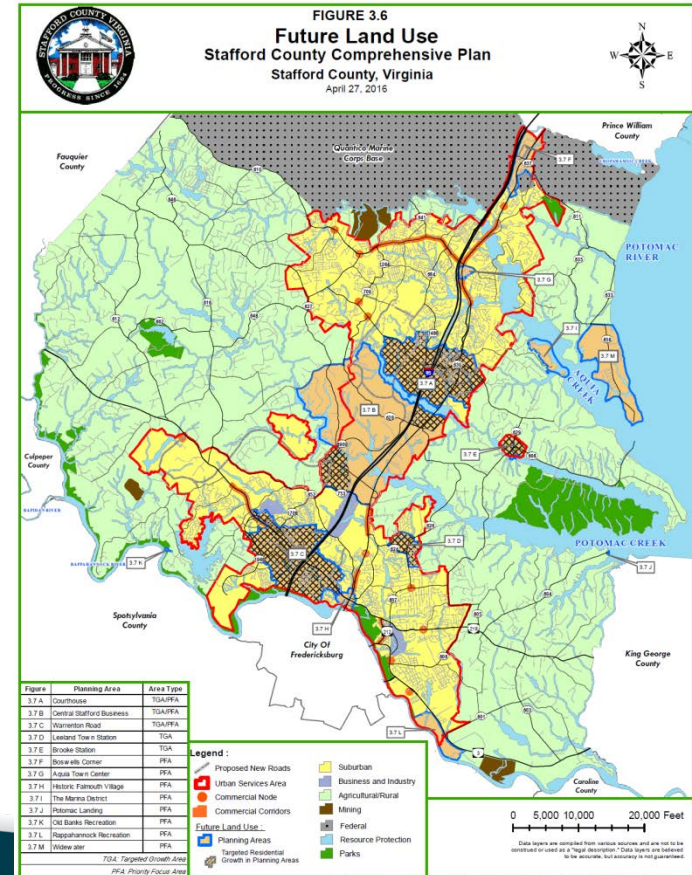 FIGURE 3.6
Future Land Use
Stafford County Comprehensive Plan
Stafford County, Virginia
April 27, 2016
STAFFORD COUNTY VIRGINIA
PROGRESS SINCE 1664
N
W E
S
Prince William
County
Fauquier
County
Quantico Marine
Corps Base
3.7 F
POTOMAC
RIVER
3.7 G
3.7 I
3.7 M
3.7 A
AQUIA
CREEK
3.7 B
3.7 E
Culpeper
County
3.7 D
3.7 C
POTOMAC CREEK
3.7 K
3.7 J
RAPPAHANNOCK RIVER
Spotsylvania
County
3.7 H
City Of
Fredericksburg
King George
County
3.7 L
Caroline
County
Figure Planning Area Area Type
3.7 A Courthouse TGA/PFA
3.7 B Central Stafford Business TGA/PFA
3.7 C Warrenton Road TGA/PFA
3.7 D Leeland Town Station TGA
3.7 E Brooke Station TGA
3.7 F Boswells Corner PFA
3.7 G Aquia Town Center PFA
3.7 H Historic Falmouth Village PFA
3.7 I The Marina District PFA
3.7 J Potomac Landing PFA
3.7 K Old Banks Recreation PFA
3.7 L Rappahannock Recreation PFA
3.7 M Widewater PFA
TGA: Targeted Growth Area
PFA: Priority Focus Area
Legend :
Proposed New Roads
Urban Services Area
Commercial Node
Commercial Corridors
Future Land Use :
Planning Areas
Targeted Residential
Growth in Planning Areas
Suburban
Business and Industry
Agricultural/Rural
Mining
Federal
Resource Protection
Parks
0 5,000 10,000 20,000 Feet
Data layers are compiled from various sources and are not to be
construed or used as a "legal description." Data layers are believed
to be accurate, but accuracy is not guaranteed.